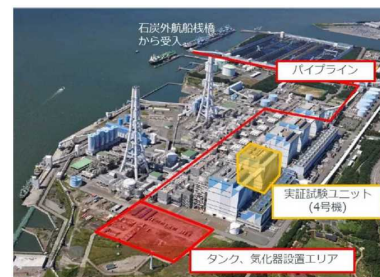 石炭外航船桟橋
から受入
パイプライン
実証試験ユニット
(4号機)
タンク、気化器設置エリア